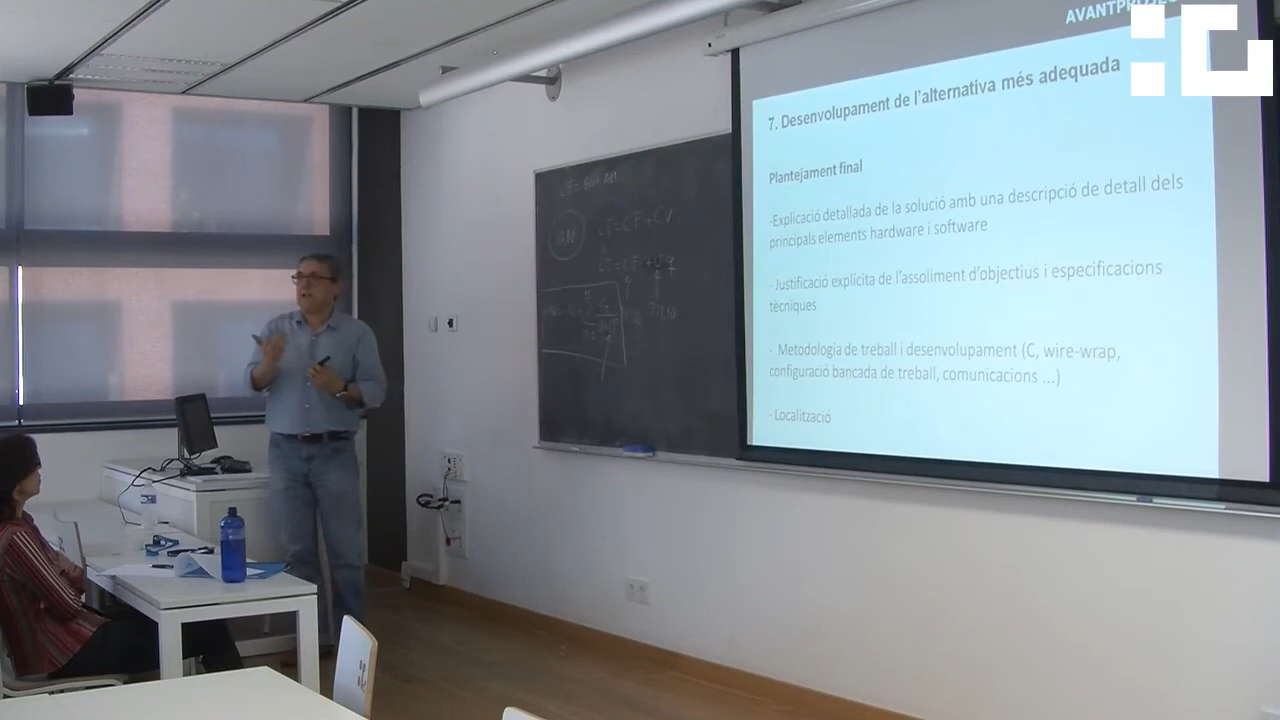 AVANTPROJEC
7. Desenvolupament de l'alternativa més adequada
Plantejament final
-Explicació detallada de la solució amb una descripció de detall dels
principals elements hardware i software
-Justificació explícita de l'assoliment d'objectius i especificacions
tècniques
- Metodologia de treball i desenvolupament (C, wire-wrap,
configuració bancada de treball, comunicacions ...)
- Localització
CT=CF+CV